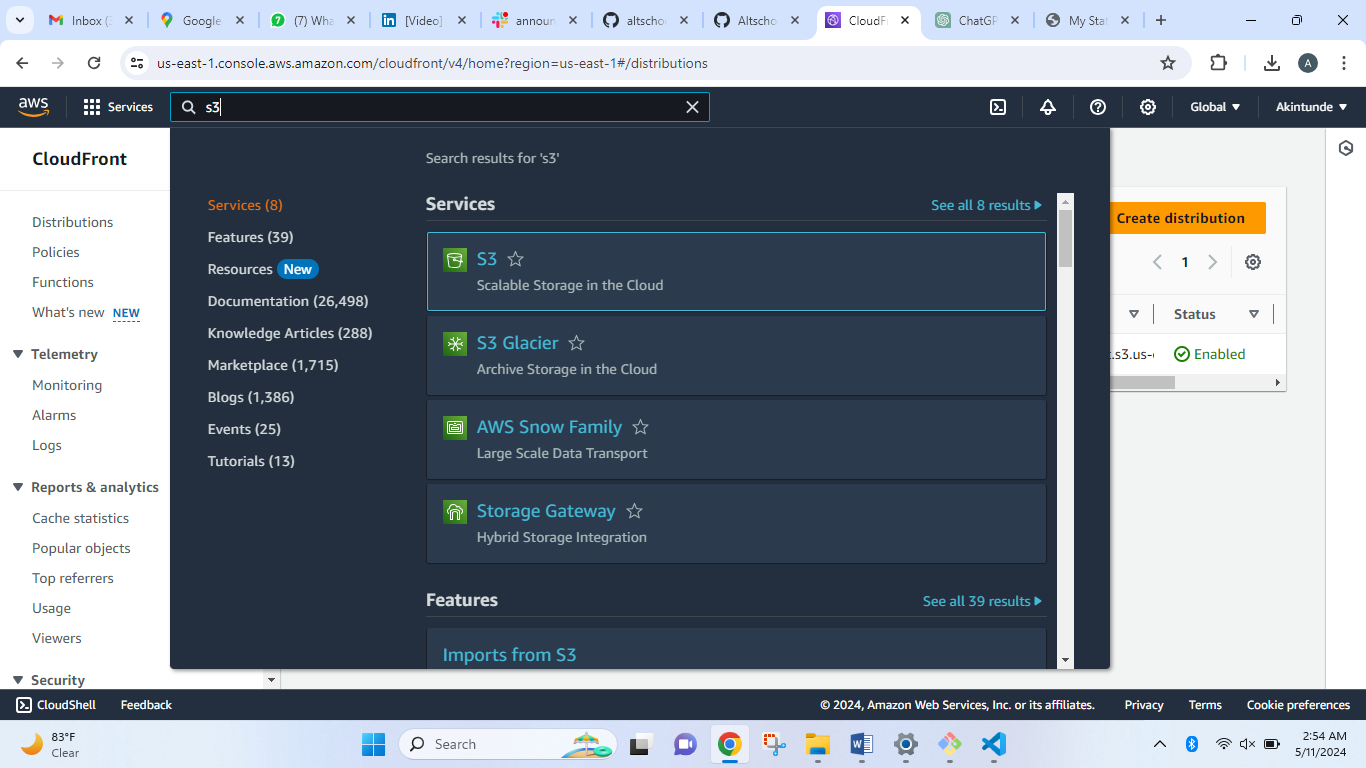 Inbox (2
Google
(7) Wha
[Video]
announ
altscho
Altscho
CloudFr
ChatGP
My Stat
us-east-1.console.aws.amazon.com/cloudfront/v4/home?region=us-east-1#/distributions
A
aws
Services
s3
Global
Akintunde
CloudFront
Distributions
Policies
Functions
What's new NEW
Telemetry
Monitoring
Alarms
Logs
Reports & analytics
Cache statistics
Popular objects
Top referrers
Usage
Viewers
Security
Search results for 's3'
Services (8)
Features (39)
Resources New
Documentation (26,498)
Knowledge Articles (288)
Marketplace (1,715)
Blogs (1,386)
Events (25)
Tutorials (13)
Services
See all 8 results
S3
Scalable Storage in the Cloud
S3 Glacier
Archive Storage in the Cloud
AWS Snow Family
Large Scale Data Transport
Storage Gateway
Hybrid Storage Integration
Features
See all 39 results
Imports from S3
Create distribution
1
Status
.s3.us-
Enabled
CloudShell
Feedback
© 2024, Amazon Web Services, Inc. or its affiliates.
Privacy
Terms
Cookie preferences
83°F
Clear
Search
2:54 AM
5/11/2024